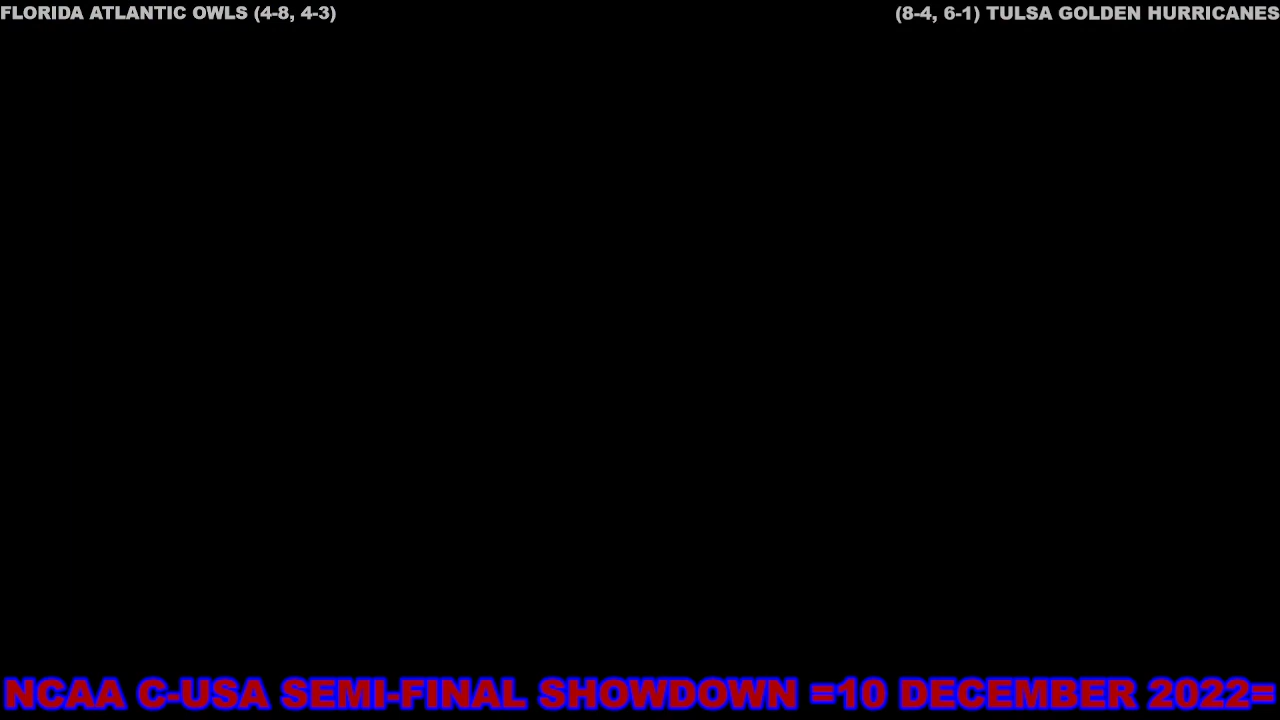 FLORIDA ATLANTIC OWLS (4-8, 4-3)
(8-4, 6-1) TULSA GOLDEN HURRICANES
NCAA C-USA SEMI-FINAL SHOWDOWN =10 DECEMBER 2022=